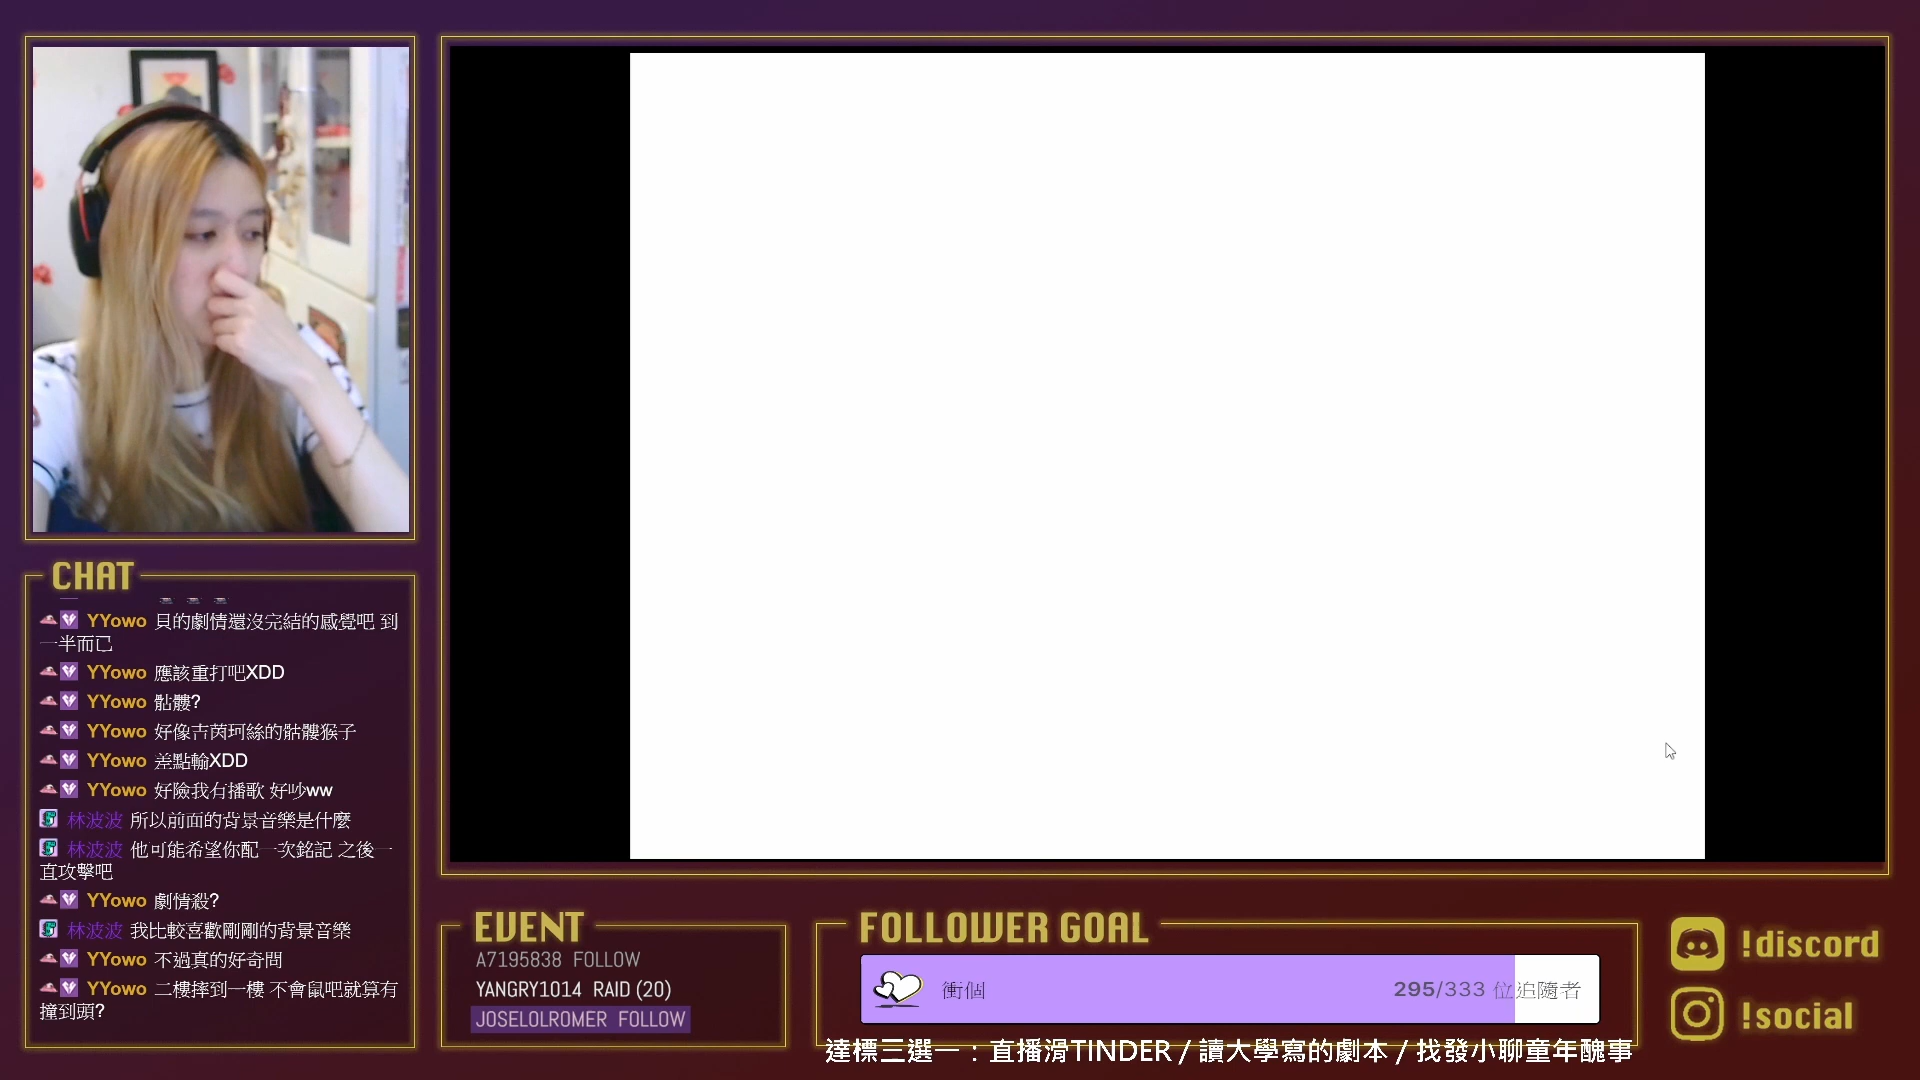 CHAT
YYowo 貝的劇情還沒完結的感覺吧 到
一半而已
YYowo 應該重打吧XDD
YYowo 骷髏?
YYowo 好像吉茵珂絲的骷髏猴子
YYowo 差點輸XDD
YYowo 好險我有播歌 好吵ww
林波波 所以前面的背景音樂是什麼
林波波 他可能希望你配一次銘記 之後一
直攻擊吧
YYowo 劇情殺?
林波波 我比較喜歡剛剛的背景音樂
YYowo 不過真的好奇問
YYowo 二樓摔到一樓 不會鼠吧就算有
撞到頭?
EVENT
A7195838 FOLLOW
YANGRY1014 RAID (20)
JOSELOLROMER FOLLOW
FOLLOWER GOAL
衝個 295/333 位追隨者
達標三選一：直播滑TINDER / 讀大學寫的劇本 / 找發小聊童年醜事
!discord
!social